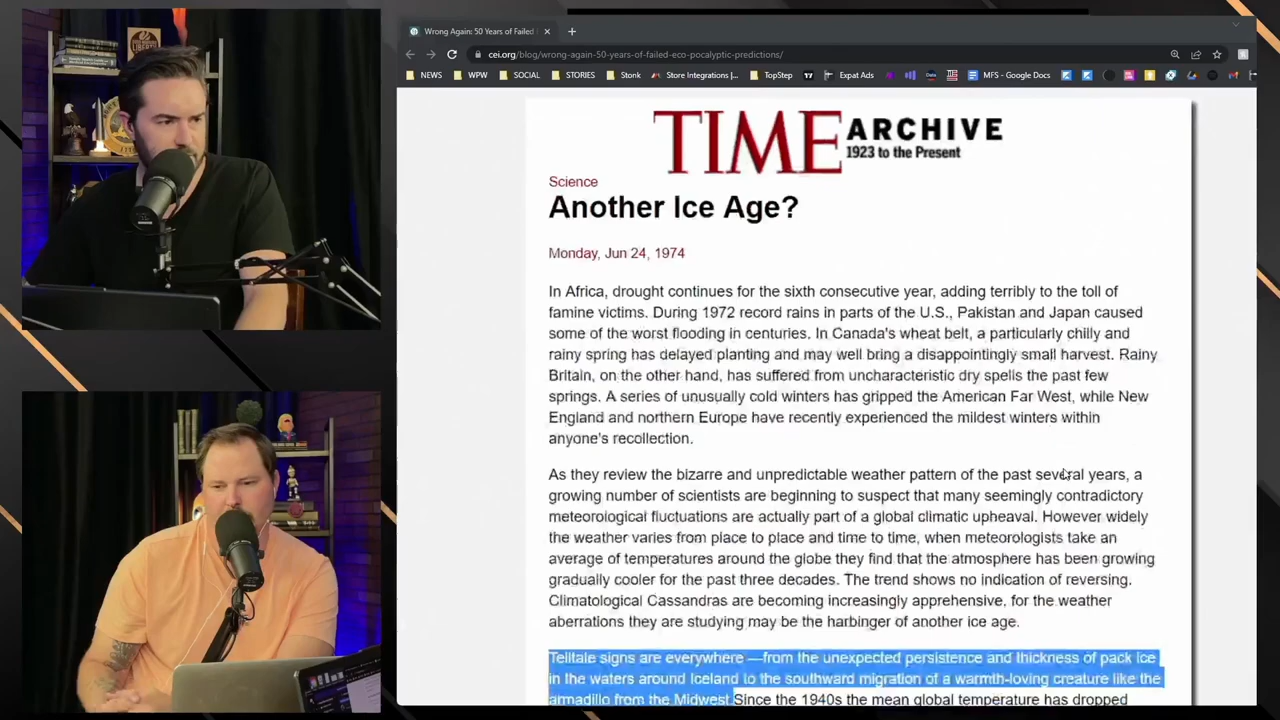 Wrong Again: 50 Years of Failed
cei.org/blog/wrong-again-50-years-of-failed-eco-pocalyptic-predictions/
NEWS WPW SOCIAL STORIES Stonk Store Integrations |... TopStep Expat Ads MFS - Google Docs
TIME ARCHIVE
1923 to the Present
Science
Another Ice Age?
Monday, Jun 24, 1974
In Africa, drought continues for the sixth consecutive year, adding terribly to the toll of
famine victims. During 1972 record rains in parts of the U.S., Pakistan and Japan caused
some of the worst flooding in centuries. In Canada's wheat belt, a particularly chilly and
rainy spring has delayed planting and may well bring a disappointingly small harvest. Rainy
Britain, on the other hand, has suffered from uncharacteristic dry spells the past few
springs. A series of unusually cold winters has gripped the American Far West, while New
England and northern Europe have recently experienced the mildest winters within
anyone's recollection.
As they review the bizarre and unpredictable weather pattern of the past several years, a
growing number of scientists are beginning to suspect that many seemingly contradictory
meteorological fluctuations are actually part of a global climatic upheaval. However widely
the weather varies from place to place and time to time, when meteorologists take an
average of temperatures around the globe they find that the atmosphere has been growing
gradually cooler for the past three decades. The trend shows no indication of reversing.
Climatological Cassandras are becoming increasingly apprehensive, for the weather
aberrations they are studying may be the harbinger of another ice age.
Telltale signs are everywhere —from the unexpected persistence and thickness of pack ice
in the waters around Iceland to the southward migration of a warmth-loving creature like the
armadillo from the Midwest.Since the 1940s the mean global temperature has dropped